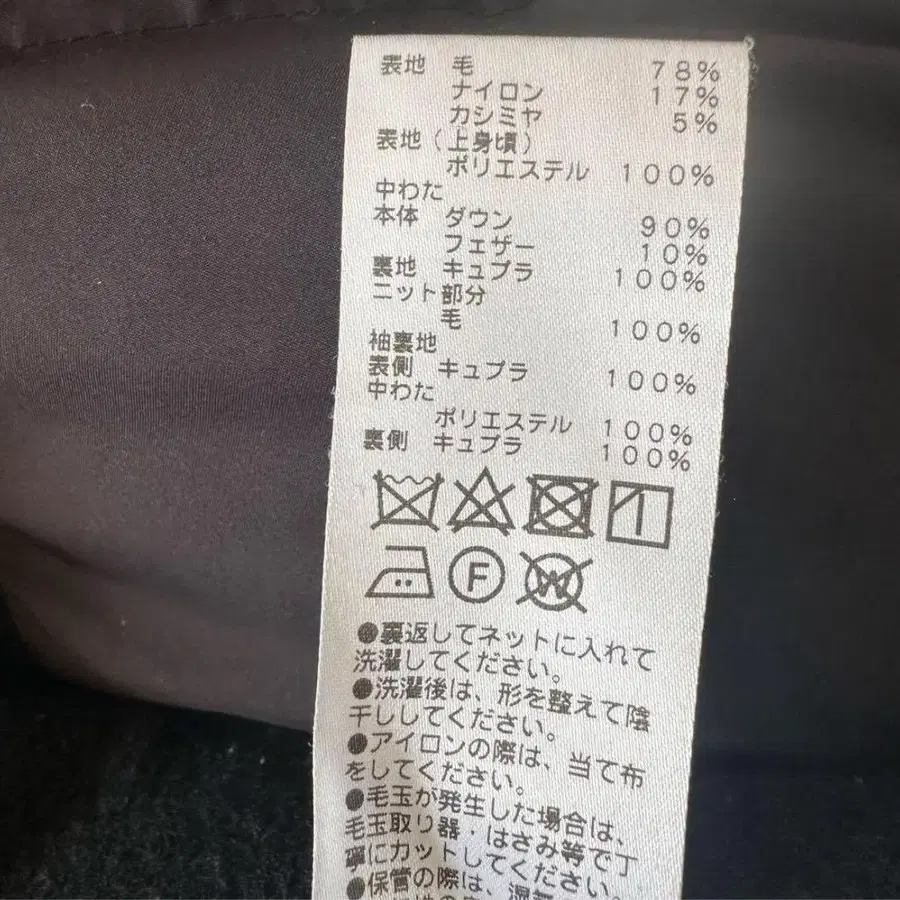 表地 毛 78%
ナイロン 17%
カシミヤ 5%
表地(上身頃)
ポリエステル 100%
中わた
本体 ダウン 90%
フェザー 10%
裏地 キュプラ 100%
ニット部分
毛 100%
袖裏地
表側 キュプラ 100%
中わた
ポリエステル 100%
裏側 キュプラ 100%
F
W
●裏返してネットに入れて
洗濯してください。
●洗濯後は、形を整えて陰
干ししてください。
●アイロンの際は、当て布
をしてください。
●毛玉が発生した場合は、
毛玉取り器・はさみ等で丁
寧にカットしてください。
●保管の際は、湿気